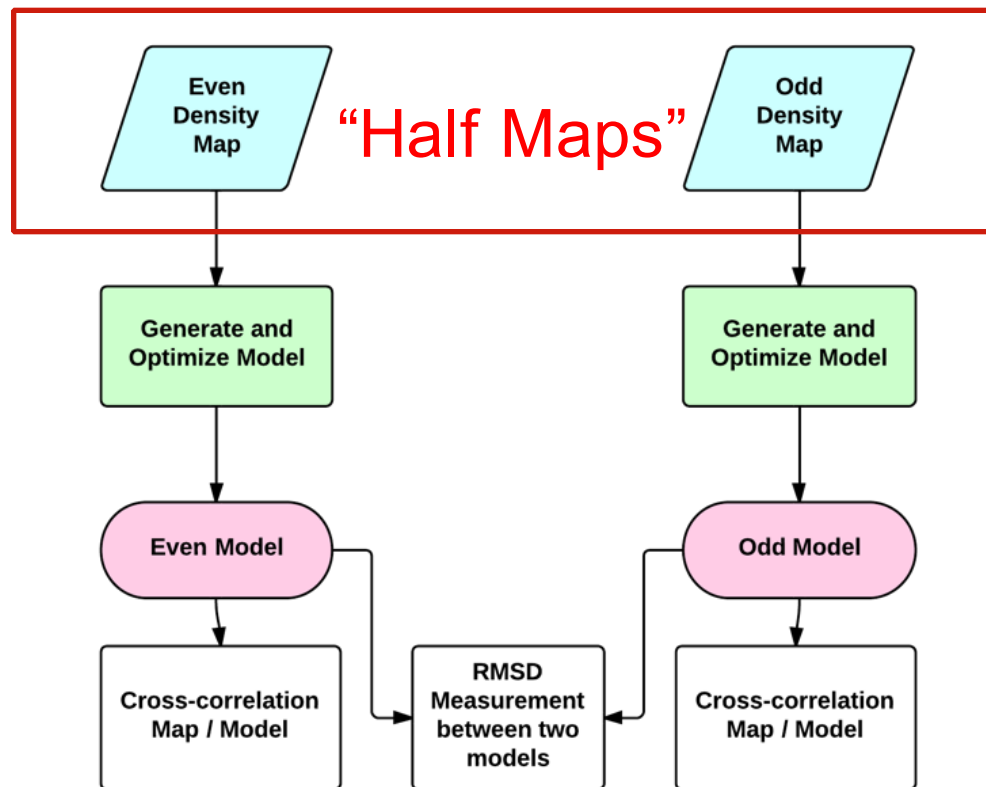 Even
Density
Map
“Half Maps”
Odd
Density
Map
Generate and
Optimize Model
Generate and
Optimize Model
Even Model
Odd Model
Cross-correlation
Map / Model
RMSD
Measurement
between two
models
Cross-correlation
Map / Model